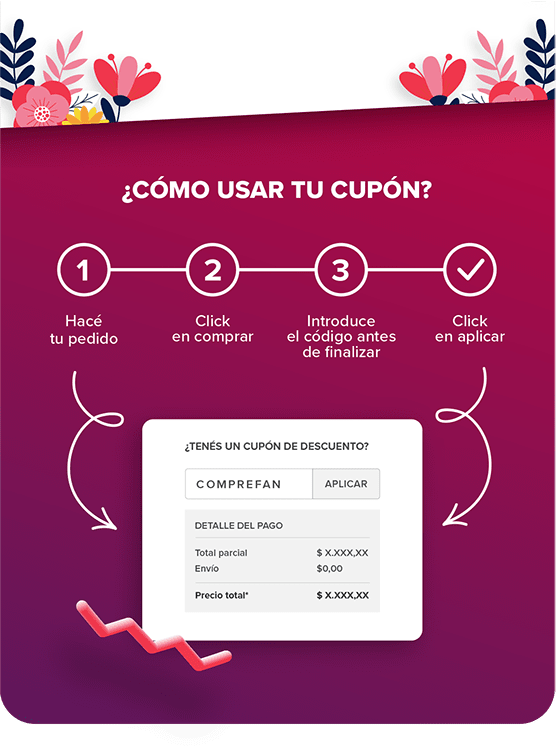 ¿CÓMO USAR TU CUPÓN?
1
2
3
Hacé
tu pedido
Click
en comprar
Introduce
el código antes
de finalizar
Click
en aplicar
¿TENÉS UN CUPÓN DE DESCUENTO?
COMPREFAN
APLICAR
DETALLE DEL PAGO
Total parcial $ X.XXX,XX
Envío $0,00
Precio total* $ X.XXX,XX